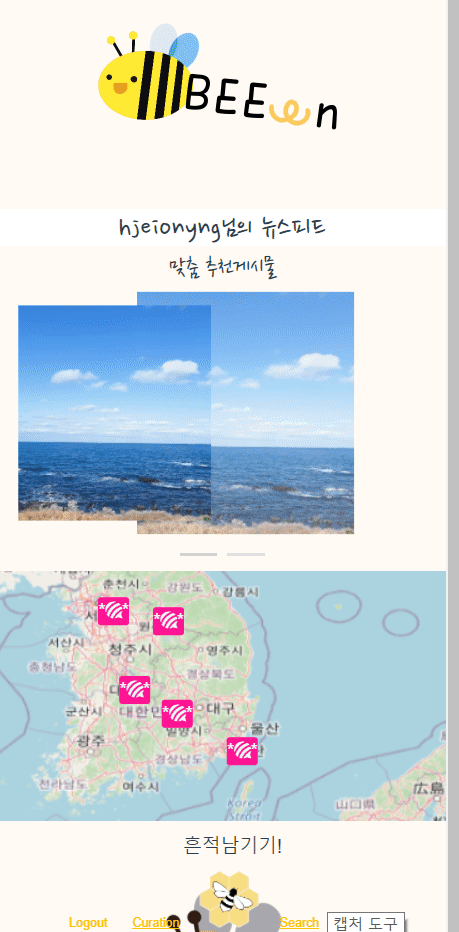 BEEen
hjeionyng님의 뉴스피드
맞춤 추천게시물
춘천시
강원도
강릉시
서산시
청주시
영주시
충청남도
경상북도
군산시
대구
울산
광주
밀양시
경상남도
전라남도
여수시
Korea
Strait
山口県
広島
흔적남기기!
Logout Curation Search 캡처 도구